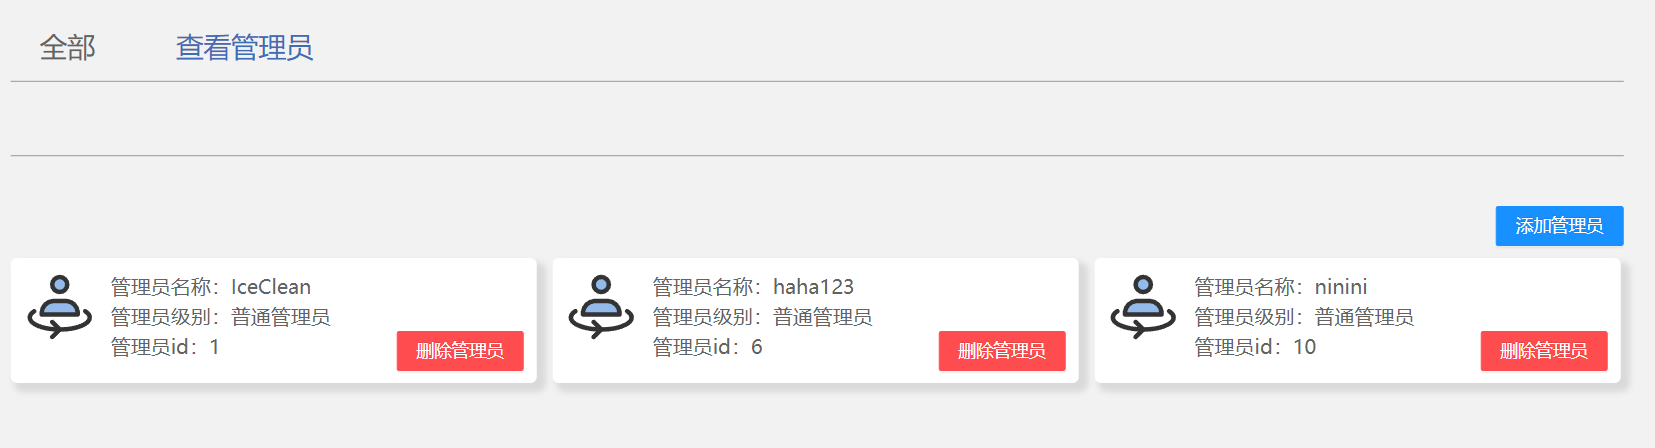 全部
查看管理员
添加管理员
管理员名称：IceClean
管理员级别：普通管理员
管理员id：1
删除管理员
管理员名称：haha123
管理员级别：普通管理员
管理员id：6
删除管理员
管理员名称：ninini
管理员级别：普通管理员
管理员id：10
删除管理员